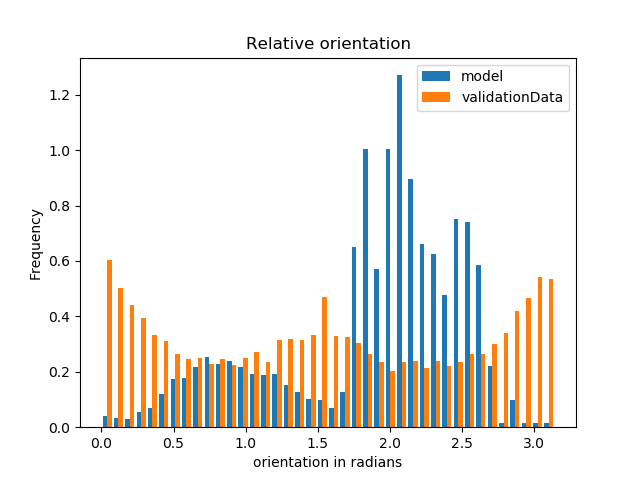 Relative orientation
model
validationData
Frequency
1.2
1.0
0.8
0.6
0.4
0.2
0.0
0.0 0.5 1.0 1.5 2.0 2.5 3.0
orientation in radians